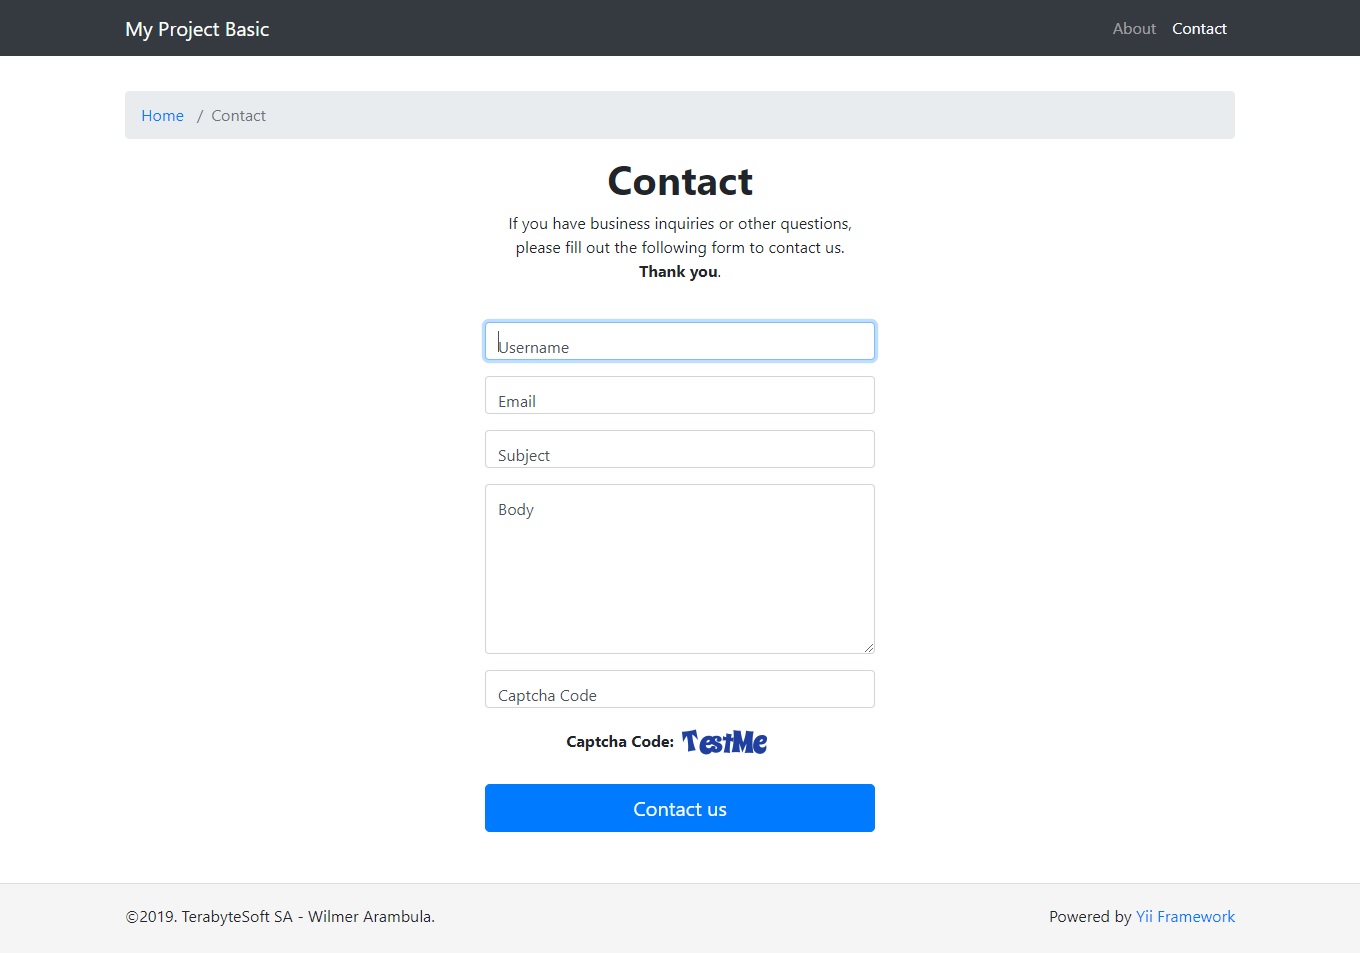 My Project Basic
About Contact
Home / Contact
Contact
If you have business inquiries or other questions,
please fill out the following form to contact us.
Thank you.
Username
Email
Subject
Body
Captcha Code
Captcha Code: TestMe
Contact us
©2019. TerabyteSoft SA - Wilmer Arambula.
Powered by Yii Framework